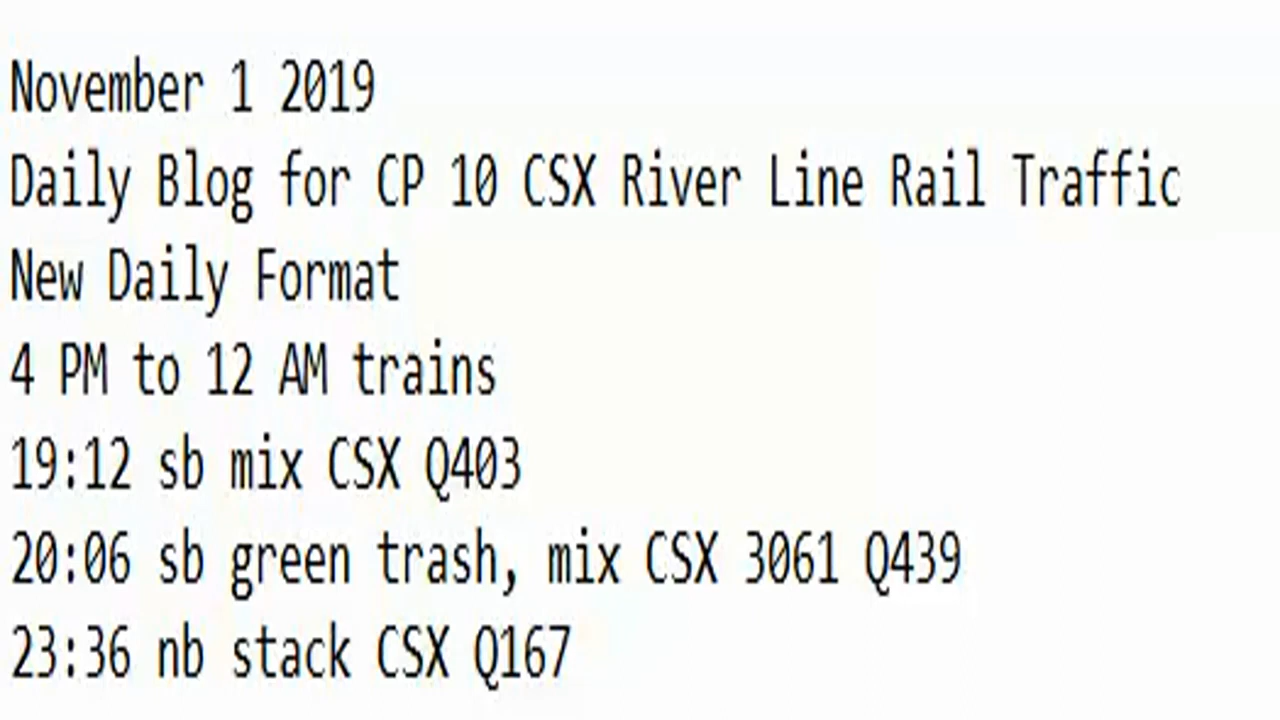 November 1 2019
Daily Blog for CP 10 CSX River Line Rail Traffic
New Daily Format
4 PM to 12 AM trains
19:12 sb mix CSX Q403
20:06 sb green trash, mix CSX 3061 Q439
23:36 nb stack CSX Q167